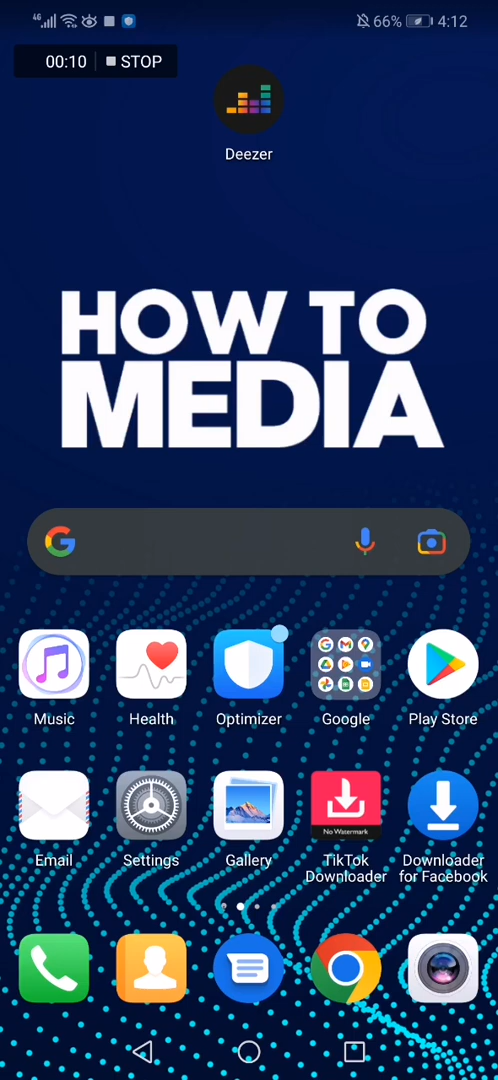 4G 66% 4:12
00:10 STOP
Deezer
HOW TO
MEDIA
Music Health Optimizer Google Play Store
No Watermark
Email Settings Gallery TikTok Downloader
Downloader for Facebook